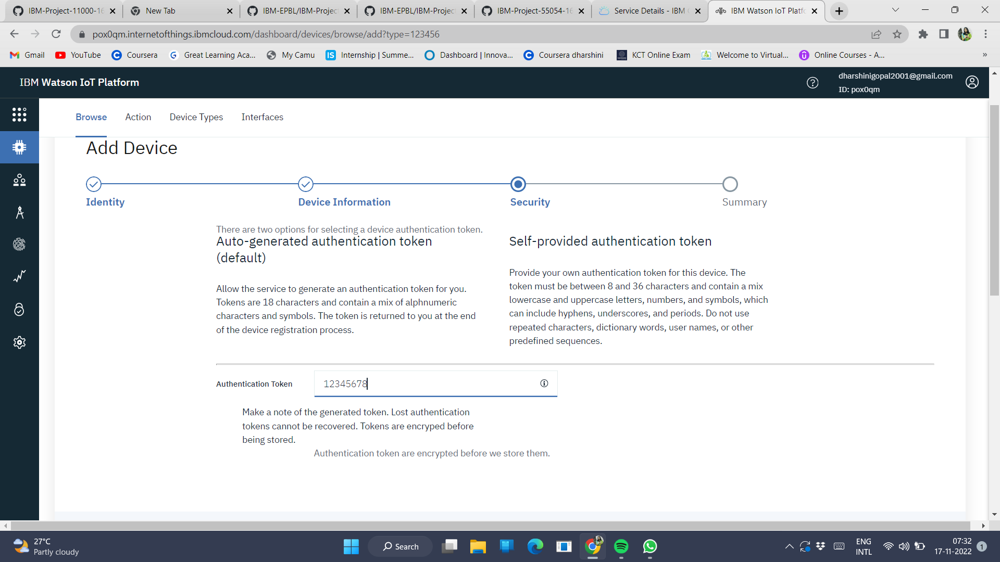 IBM-Project-11000-16
New Tab
IBM-EPBL/IBM-Projec
IBM-EPBL/IBM-Projec
IBM-Project-55054-16
Service Details - IBM
IBM Watson IoT Platfo
pox0qm.internetofthings.ibmcloud.com/dashboard/devices/browse/add?type=123456
Gmail
YouTube
Coursera
Great Learning Aca...
My Camu
Internship | Summe...
Dashboard | Innova...
Coursera dharshini
KCT Online Exam
Welcome to Virtual...
Online Courses - A...
»
IBM Watson IoT Platform
dharshinigopal2001@gmail.com
ID: pox0qm
Browse
Action
Device Types
Interfaces
Add Device
Identity
Device Information
Security
Summary
There are two options for selecting a device authentication token.
Auto-generated authentication token
(default)
Allow the service to generate an authentication token for you.
Tokens are 18 characters and contain a mix of alphnumeric
characters and symbols. The token is returned to you at the end
of the device registration process.
Self-provided authentication token
Provide your own authentication token for this device. The
token must be between 8 and 36 characters and contain a mix
lowercase and uppercase letters, numbers, and symbols, which
can include hyphens, underscores, and periods. Do not use
repeated characters, dictionary words, user names, or other
predefined sequences.
Authentication Token
12345678
Make a note of the generated token. Lost authentication
tokens cannot be recovered. Tokens are encryped before
being stored.
Authentication token are encrypted before we store them.
27°C
Partly cloudy
Search
ENG
INTL
07:32
17-11-2022
1